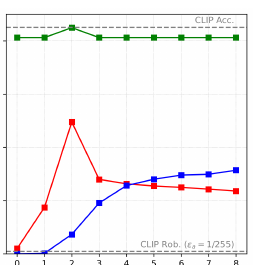 CLIP Acc.
CLIP Rob. (ε_a = 1/255)
0 1 2 3 4 5 6 7 8